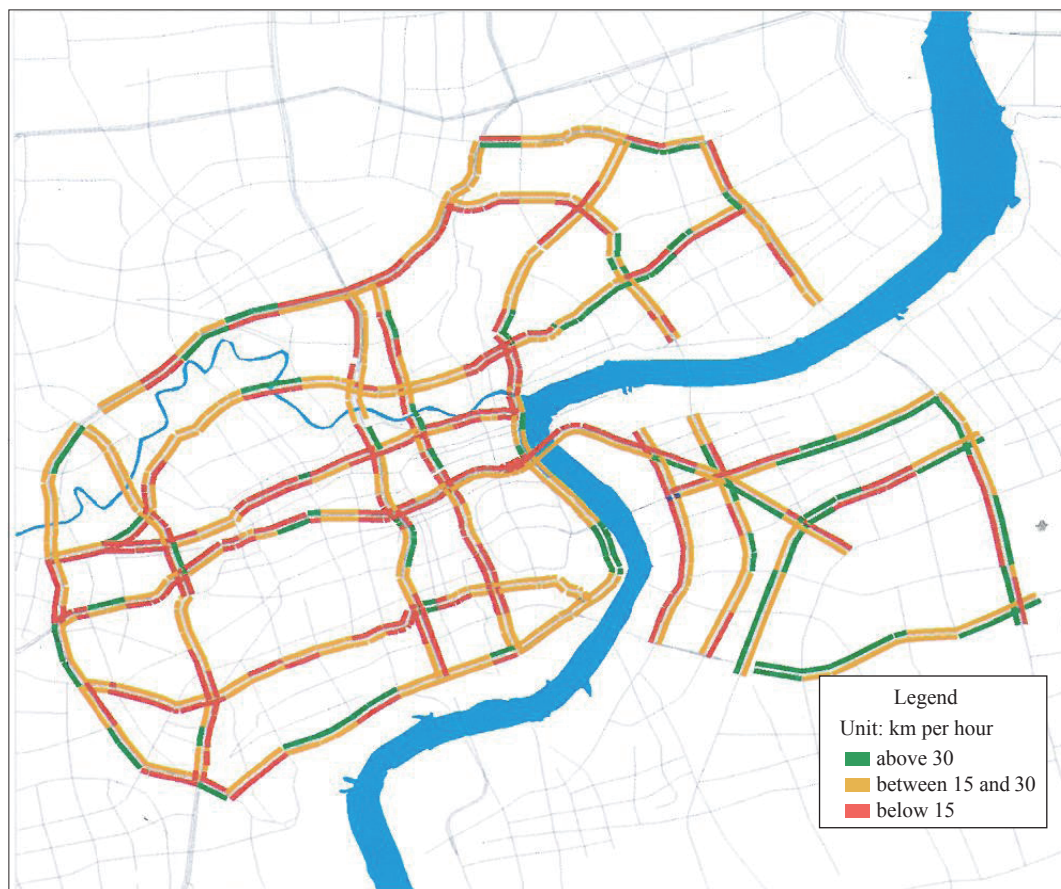 Legend
Unit: km per hour
above 30
between 15 and 30
below 15